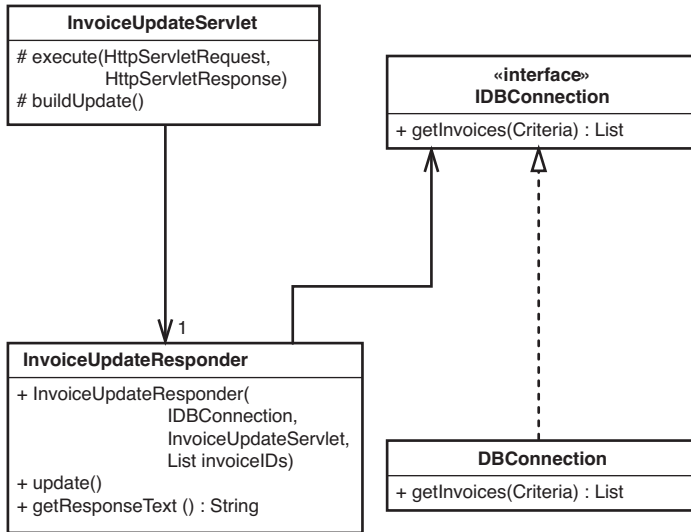 InvoiceUpdateServlet
# execute(HttpServletRequest,
HttpServletResponse)
# buildUpdate()
«interface»
IDBConnection
+ getInvoices(Criteria) : List
1
InvoiceUpdateResponder
+ InvoiceUpdateResponder(
IDBConnection,
InvoiceUpdateServlet,
List invoiceIDs)
+ update()
+ getResponseText () : String
DBConnection
+ getInvoices(Criteria) : List